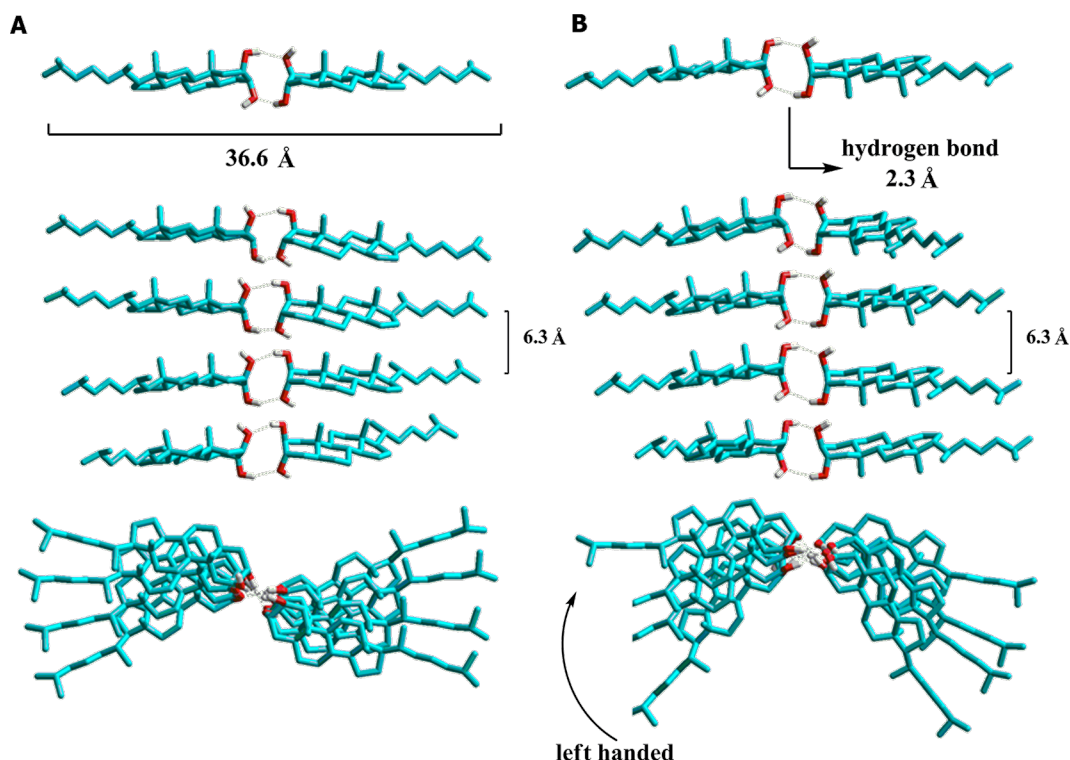 A
B
36.6 Å
hydrogen bond
2.3 Å
6.3 Å
6.3 Å
left handed